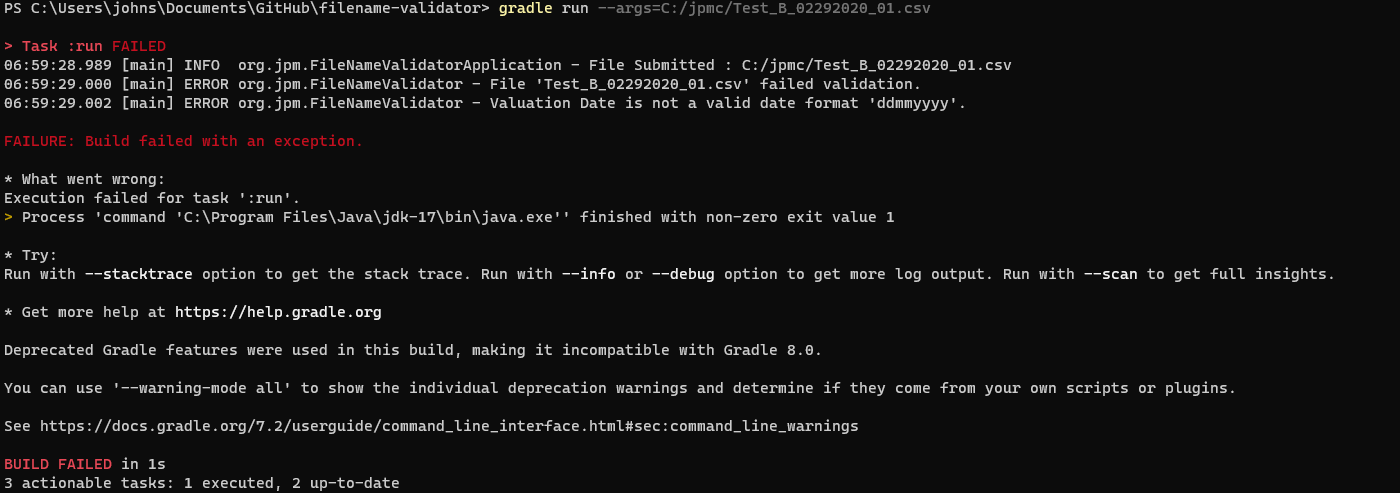 PS C:\Users\johns\Documents\GitHub\filename-validator> gradle run --args=C:/jpmc/Test_B_02292020_01.csv
> Task :run FAILED
06:59:28.989 [main] INFO  org.jpm.FileNameValidatorApplication - File Submitted : C:/jpmc/Test_B_02292020_01.csv
06:59:29.000 [main] ERROR org.jpm.FileNameValidator - File 'Test_B_02292020_01.csv' failed validation.
06:59:29.002 [main] ERROR org.jpm.FileNameValidator - Valuation Date is not a valid date format 'ddmmyyyy'.
FAILURE: Build failed with an exception.
* What went wrong:
Execution failed for task ':run'.
> Process 'command 'C:\Program Files\Java\jdk-17\bin\java.exe'' finished with non-zero exit value 1
* Try:
Run with --stacktrace option to get the stack trace. Run with --info or --debug option to get more log output. Run with --scan to get full insights.
* Get more help at https://help.gradle.org
Deprecated Gradle features were used in this build, making it incompatible with Gradle 8.0.
You can use '--warning-mode all' to show the individual deprecation warnings and determine if they come from your own scripts or plugins.
See https://docs.gradle.org/7.2/userguide/command_line_interface.html#sec:command_line_warnings
BUILD FAILED in 1s
3 actionable tasks: 1 executed, 2 up-to-date